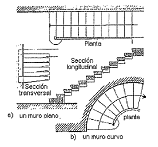 Planta
Sección
longitudinal
Sección
transversal
planta
a) un muro pleno
b) un muro curvo